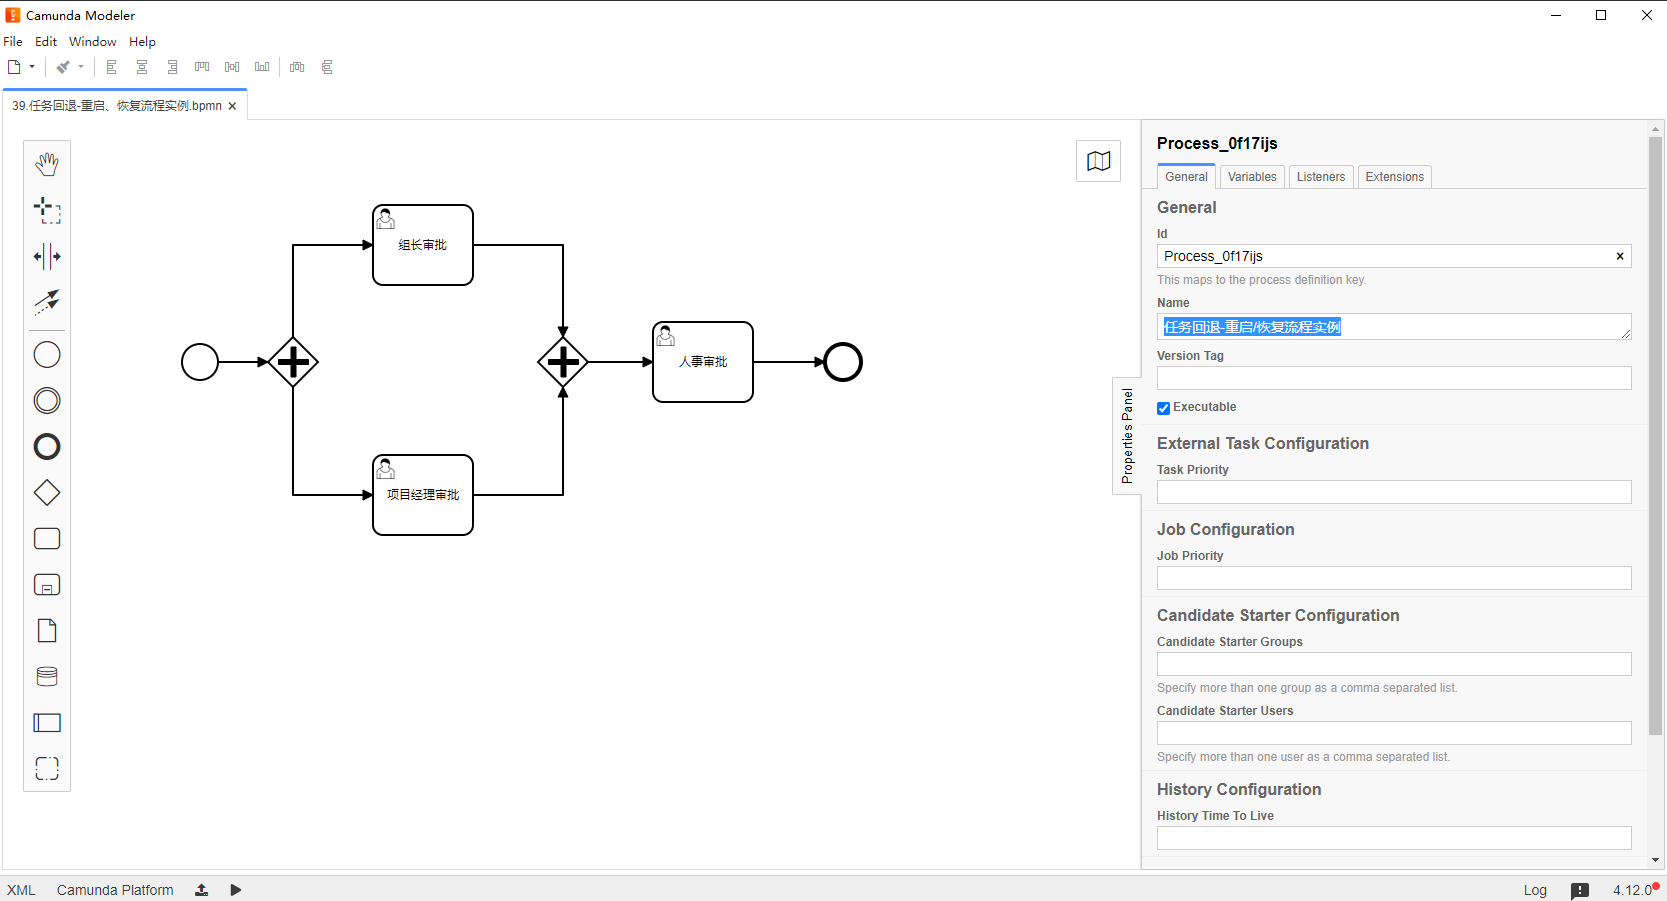 Camunda Modeler
File Edit Window Help
39.任务回退-重启、恢复流程实例.bpmn ×
组长审批
人事审批
项目经理审批
Properties Panel
Process_0f17ijs
General Variables Listeners Extensions
General
Id
Process_0f17ijs ×
This maps to the process definition key.
Name
任务回退-重启/恢复流程实例
Version Tag
Executable
External Task Configuration
Task Priority
Job Configuration
Job Priority
Candidate Starter Configuration
Candidate Starter Groups
Specify more than one group as a comma separated list.
Candidate Starter Users
Specify more than one user as a comma separated list.
History Configuration
History Time To Live
XML Camunda Platform Log 4.12.0